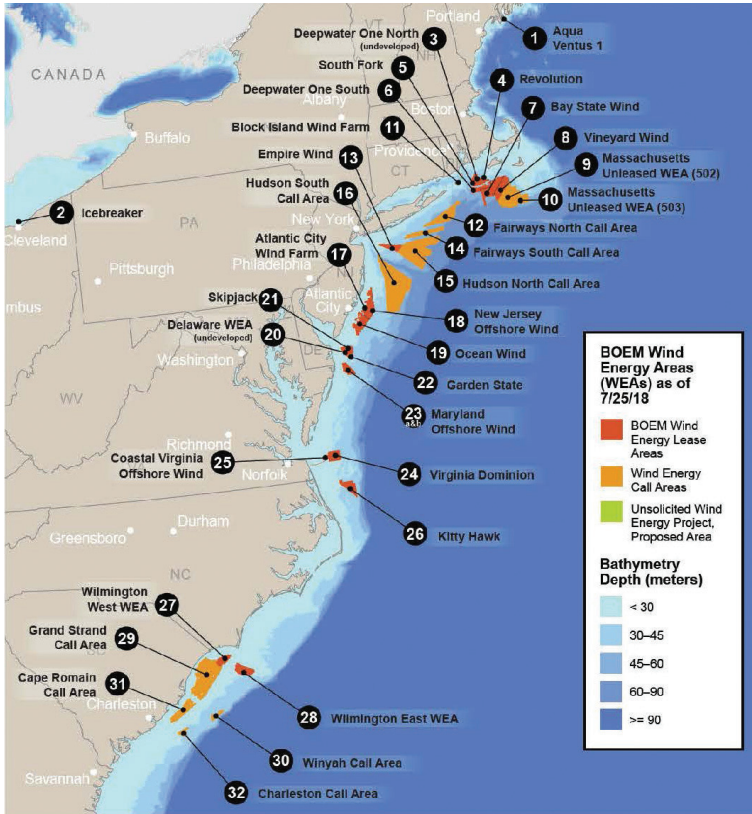 Portland
VT
NH
Deepwater One North
(undeveloped)
3
1
Aqua
Ventus 1
South Fork
5
CANADA
Deepwater One South
6
4
Revolution
Albany
Boston
7
Bay State Wind
Block Island Wind Farm
11
Buffalo
8
Vineyard Wind
Providence
Empire Wind
13
CT
9
Massachusetts
Unleased WEA (502)
Hudson South
Call Area
16
10
Massachusetts
Unleased WEA (503)
2
Icebreaker
PA
New York
12
Fairways North Call Area
Cleveland
Atlantic City
Wind Farm
17
14
Fairways South Call Area
Pittsburgh
Philadelphia
15
Hudson North Call Area
Skipjack
21
Atlantic
City
mbus
18
New Jersey
Offshore Wind
Delaware WEA
(undeveloped)
20
DE
19
Ocean Wind
Washington
22
Garden State
WV
23
a&b
Maryland
Offshore Wind
Richmond
Coastal Virginia
Offshore Wind
25
Norfolk
24
Virginia Dominion
26
Kitty Hawk
Durham
Greensboro
NC
Wilmington
West WEA
27
Grand Strand
Call Area
29
Cape Romain
Call Area
31
Charleston
28
Wilmington East WEA
30
Winyah Call Area
Savannah
32
Charleston Call Area
BOEM Wind
Energy Areas
(WEAs) as of
7/25/18
BOEM Wind
Energy Lease
Areas
Wind Energy
Call Areas
Unsolicited Wind
Energy Project,
Proposed Area
Bathymetry
Depth (meters)
< 30
30–45
45–60
60–90
>= 90